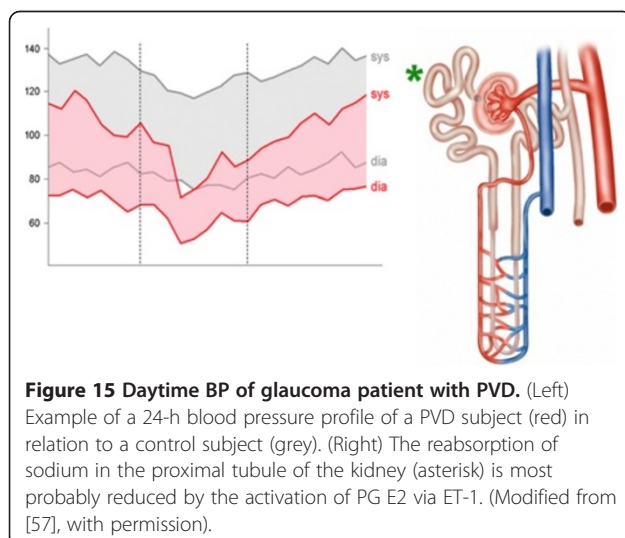 140
120
100
80
60
sys
sys
dia
dia
*
Figure 15 Daytime BP of glaucoma patient with PVD. (Left)
Example of a 24-h blood pressure profile of a PVD subject (red) in
relation to a control subject (grey). (Right) The reabsorption of
sodium in the proximal tubule of the kidney (asterisk) is most
probably reduced by the activation of PG E2 via ET-1. (Modified from
[57], with permission).